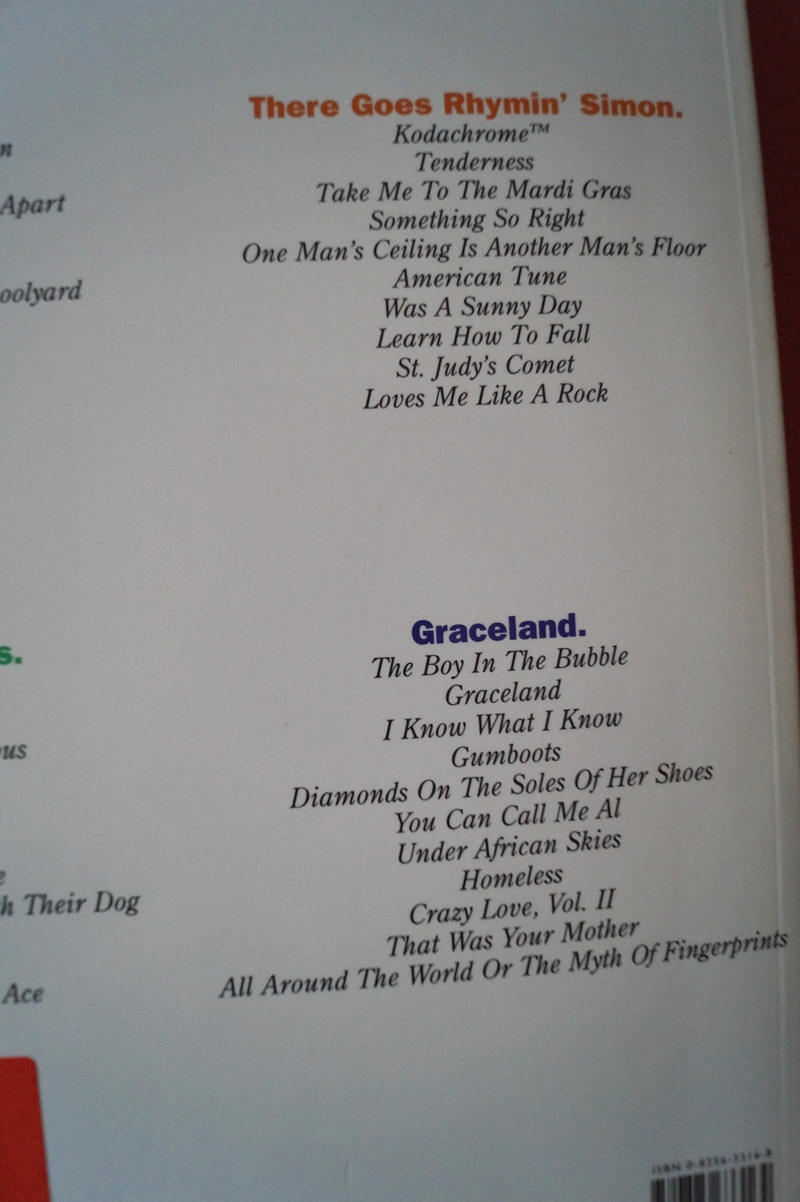 n
Apart
oolyard
There Goes Rhymin' Simon.
Kodachrome™
Tenderness
Take Me To The Mardi Gras
Something So Right
One Man's Ceiling Is Another Man's Floor
American Tune
Was A Sunny Day
Learn How To Fall
St. Judy's Comet
Loves Me Like A Rock
s.
ous
e
h Their Dog
Ace
Graceland.
The Boy In The Bubble
Graceland
I Know What I Know
Gumboots
Diamonds On The Soles Of Her Shoes
You Can Call Me Al
Under African Skies
Homeless
Crazy Love, Vol. II
That Was Your Mother
All Around The World Or The Myth Of Fingerprints
ISBN